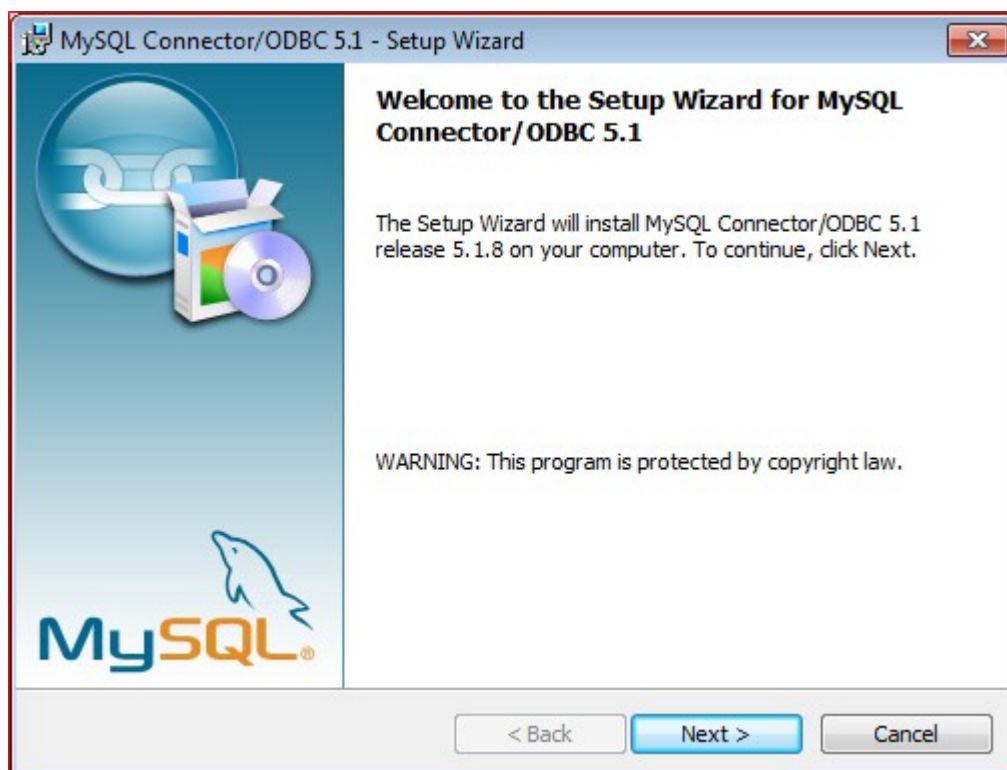 MySQL Connector/ODBC 5.1 - Setup Wizard
Welcome to the Setup Wizard for MySQL
Connector/ODBC 5.1
The Setup Wizard will install MySQL Connector/ODBC 5.1
release 5.1.8 on your computer. To continue, click Next.
WARNING: This program is protected by copyright law.
MySQL®
< Back
Next >
Cancel